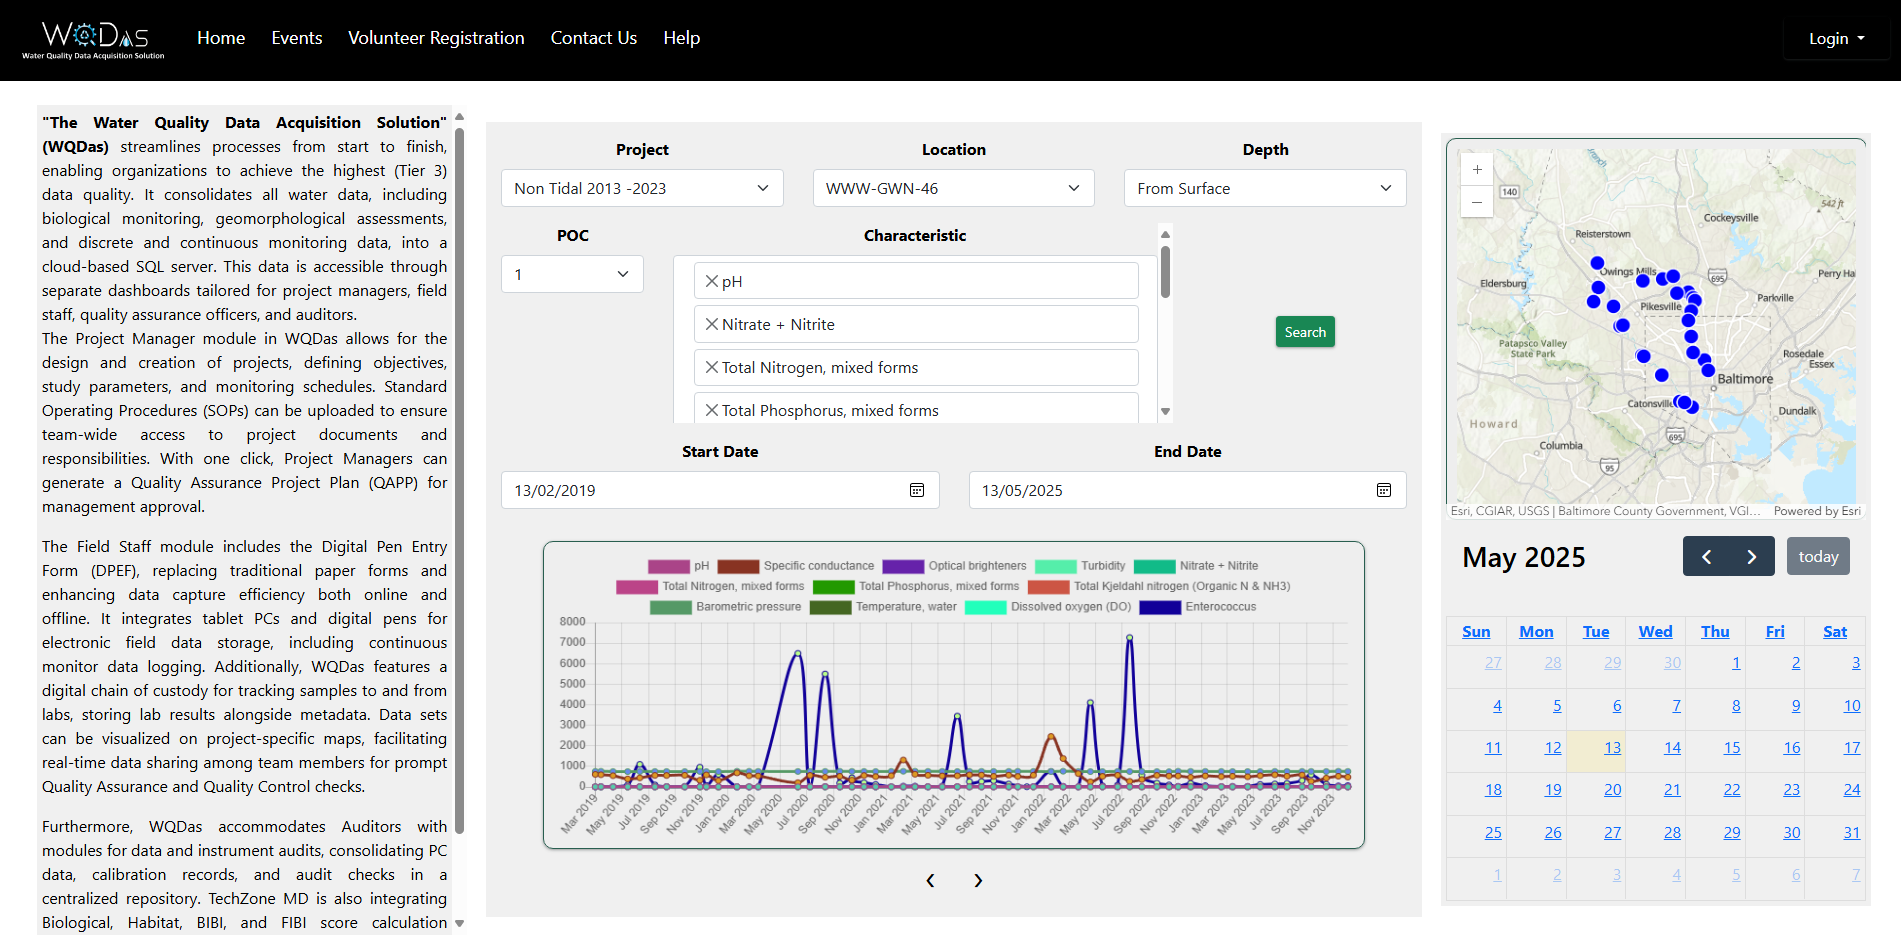 WQDAS
Water Quality Data Acquisition Solution
Home Events Volunteer Registration Contact Us Help
Login
"The Water Quality Data Acquisition Solution"
(WQDas) streamlines processes from start to finish,
enabling organizations to achieve the highest (Tier 3)
data quality. It consolidates all water data, including
biological monitoring, geomorphological assessments,
and discrete and continuous monitoring data, into a
cloud-based SQL server. This data is accessible through
separate dashboards tailored for project managers, field
staff, quality assurance officers, and auditors.
The Project Manager module in WQDas allows for the
design and creation of projects, defining objectives,
study parameters, and monitoring schedules. Standard
Operating Procedures (SOPs) can be uploaded to ensure
team-wide access to project documents and
responsibilities. With one click, Project Managers can
generate a Quality Assurance Project Plan (QAPP) for
management approval.
The Field Staff module includes the Digital Pen Entry
Form (DPEF), replacing traditional paper forms and
enhancing data capture efficiency both online and
offline. It integrates tablet PCs and digital pens for
electronic field data storage, including continuous
monitor data logging. Additionally, WQDas features a
digital chain of custody for tracking samples to and from
labs, storing lab results alongside metadata. Data sets
can be visualized on project-specific maps, facilitating
real-time data sharing among team members for prompt
Quality Assurance and Quality Control checks.
Furthermore, WQDas accommodates Auditors with
modules for data and instrument audits, consolidating PC
data, calibration records, and audit checks in a
centralized repository. TechZone MD is also integrating
Biological, Habitat, BIBI, and FIBI score calculation
Project Location Depth
Non Tidal 2013 -2023 WWW-GWN-46 From Surface
POC Characteristic
1
pH
Nitrate + Nitrite
Total Nitrogen, mixed forms
Total Phosphorus, mixed forms
Search
Start Date End Date
13/02/2019 13/05/2025
pH Specific conductance Optical brighteners Turbidity Nitrate + Nitrite
Total Nitrogen, mixed forms Total Phosphorus, mixed forms Total Kjeldahl nitrogen (Organic N & NH3)
Barometric pressure Temperature, water Dissolved oxygen (DO) Enterococcus
8000
7000
6000
5000
4000
3000
2000
1000
0
Mar 2019 May 2019 Jul 2019 Sep 2019 Nov 2019 Jan 2020 Mar 2020 May 2020 Jul 2020 Sep 2020 Nov 2020 Jan 2021 Mar 2021 May 2021 Jul 2021 Sep 2021 Nov 2021 Jan 2022 Mar 2022 May 2022 Jul 2022 Sep 2022 Nov 2022 Jan 2023 Mar 2023 May 2023 Jul 2023 Sep 2023 Nov 2023
+
−
140
542 ft
Cockeysville
Reisterstown
Owings Mills
695
Perry Ha
Eldersburg
Parkville
Pikesville
Patapsco Valley
State Park
Rosedale
Essex
Baltimore
Catonsville
Dundalk
Howard
695
Columbia
95
Esri, CGIAR, USGS | Baltimore County Government, VGI... Powered by Esri
May 2025
today
Sun Mon Tue Wed Thu Fri Sat
27 28 29 30 1 2 3
4 5 6 7 8 9 10
11 12 13 14 15 16 17
18 19 20 21 22 23 24
25 26 27 28 29 30 31
1 2 3 4 5 6 7